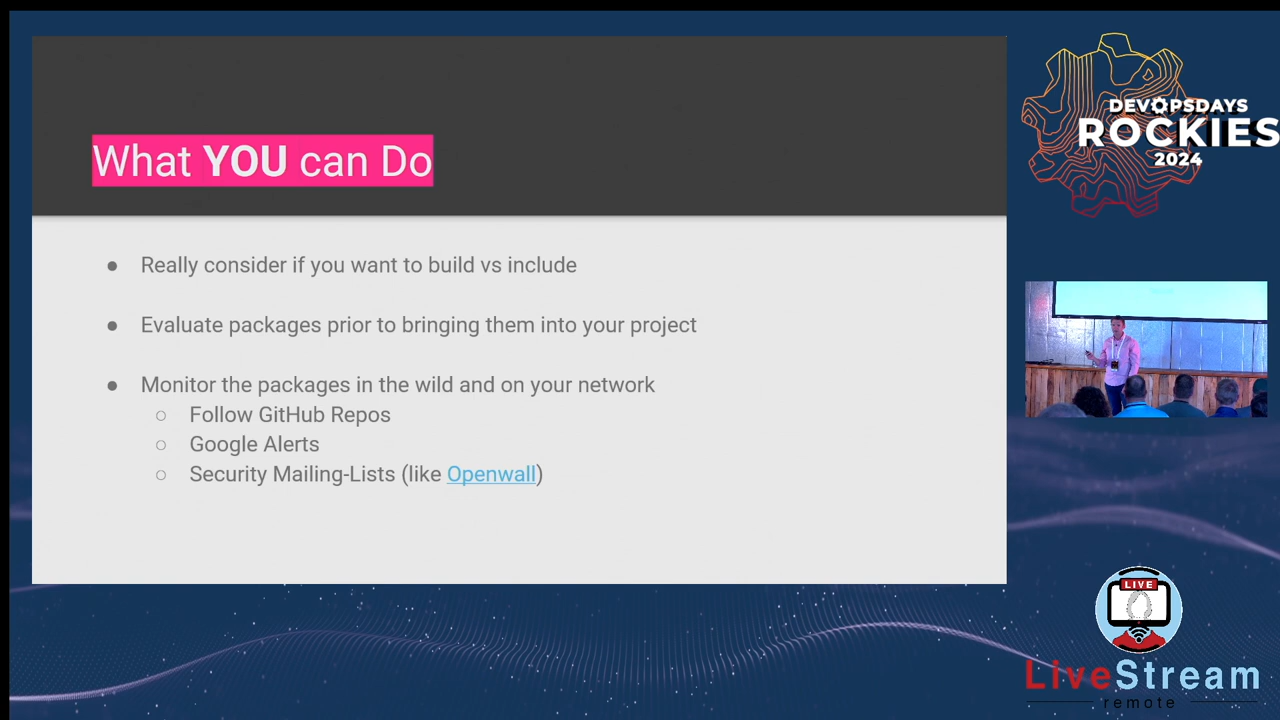 What YOU can Do
● Really consider if you want to build vs include
● Evaluate packages prior to bringing them into your project
● Monitor the packages in the wild and on your network
○ Follow GitHub Repos
○ Google Alerts
○ Security Mailing-Lists (like Openwall)
DEVOPSDAYS
ROCKIES
2024
LIVE
LiveStream
remote